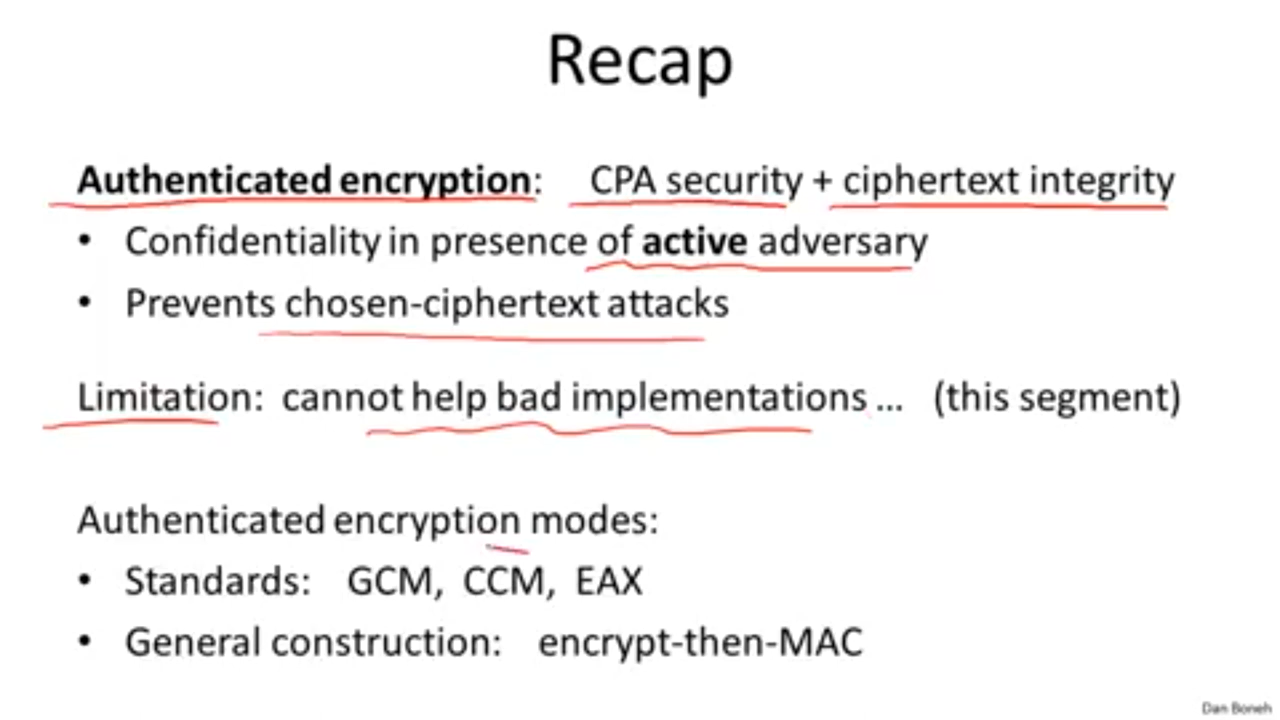 Recap
Authenticated encryption: CPA security + ciphertext integrity
• Confidentiality in presence of active adversary
• Prevents chosen-ciphertext attacks
Limitation: cannot help bad implementations ... (this segment)
Authenticated encryption modes:
• Standards: GCM, CCM, EAX
• General construction: encrypt-then-MAC
Dan Boneh